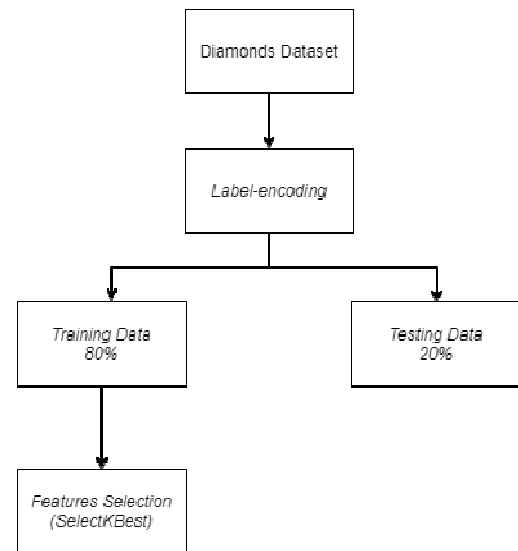 Diamonds Dataset
Label-encoding
Training Data
80%
Testing Data
20%
Features Selection
(SelectKBest)